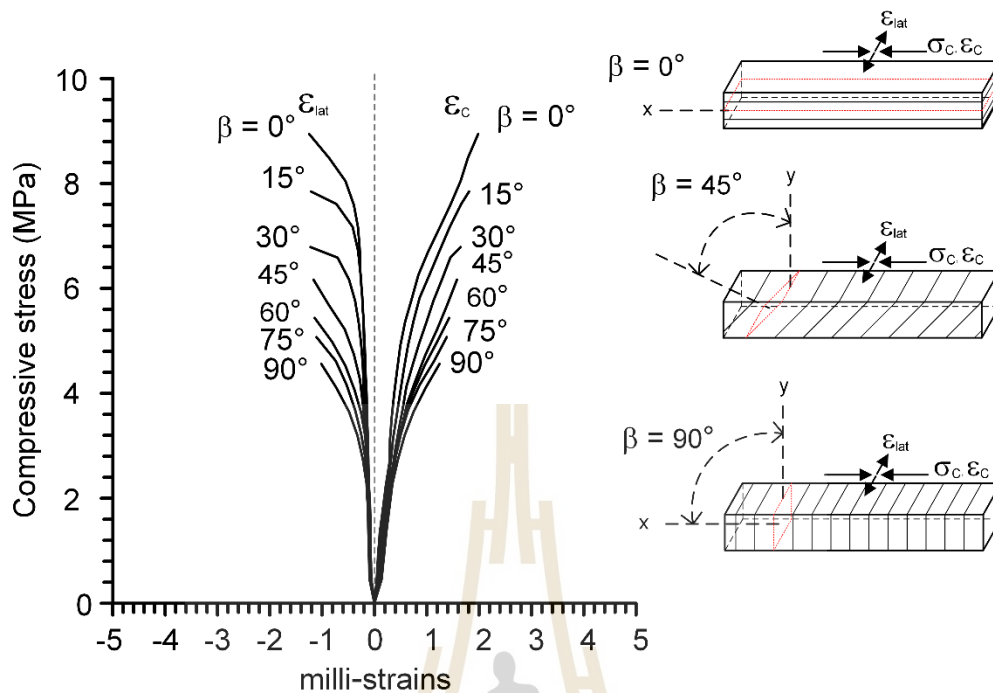 Compressive stress (MPa)
10
8
6
4
2
0
-5 -4 -3 -2 -1 0 1 2 3 4 5
milli-strains
εlat
β = 0°
15°
30°
45°
60°
75°
90°
εc
β = 0°
15°
30°
45°
60°
75°
90°
εlat
σc, εc
β = 0°
x
y
β = 45°
εlat
σc, εc
y
β = 90°
εlat
σc, εc
x